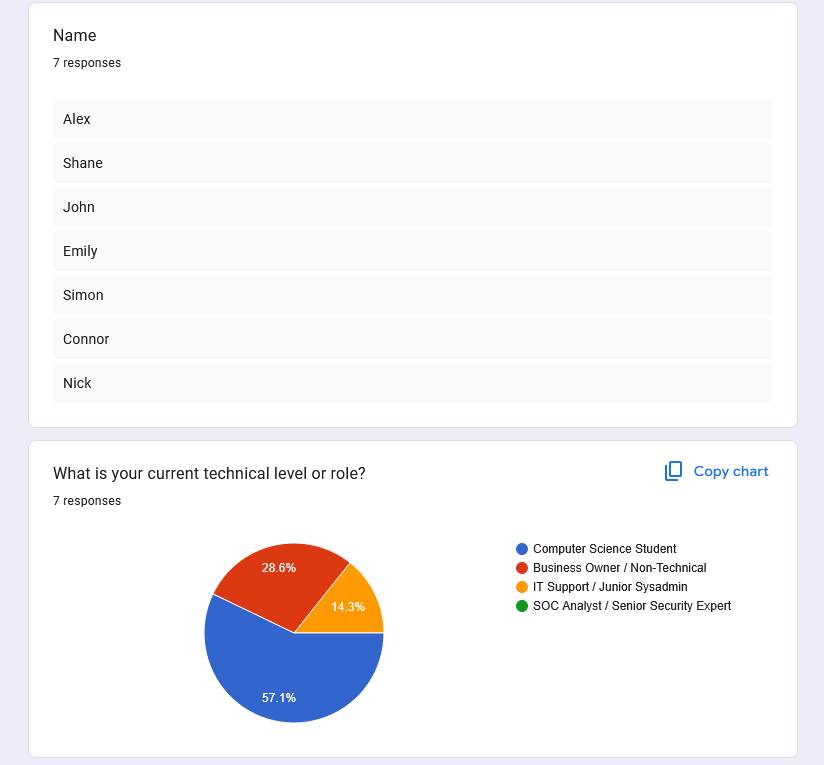 Name
7 responses
Alex
Shane
John
Emily
Simon
Connor
Nick
What is your current technical level or role?
Copy chart
7 responses
28.6%
14.3%
57.1%
Computer Science Student
Business Owner / Non-Technical
IT Support / Junior Sysadmin
SOC Analyst / Senior Security Expert